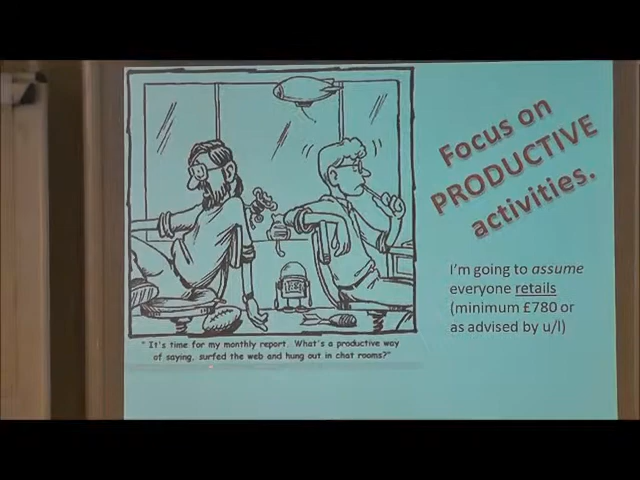 Focus on
PRODUCTIVE
activities.
I'm going to assume
everyone retails
(minimum £780 or
as advised by u/l)
" It's time for my monthly report. What's a productive way
of saying, surfed the web and hung out in chat rooms?"